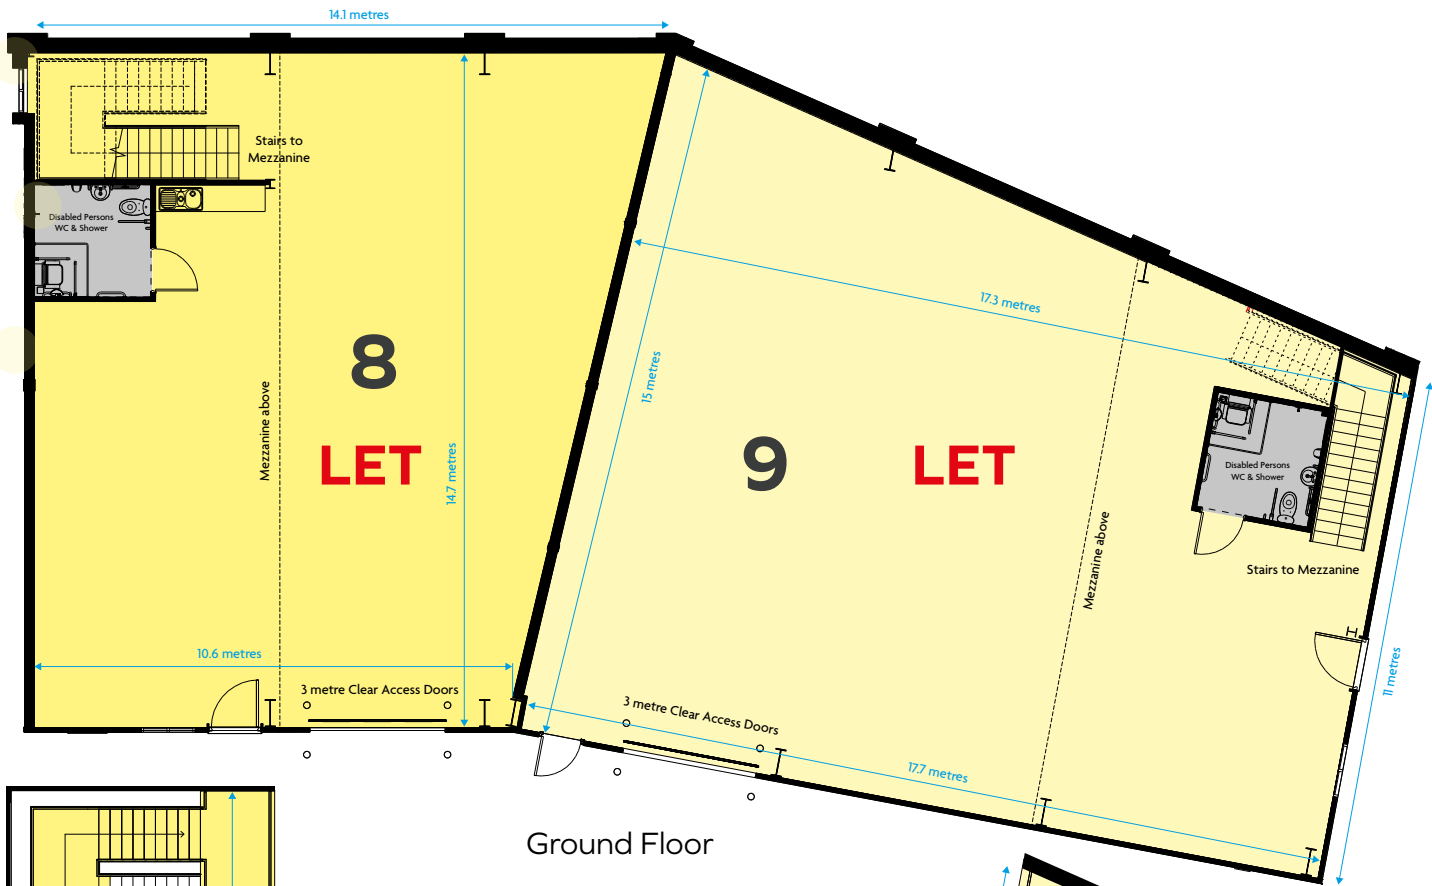 14.1 metres
Stairs to
Mezzanine
Disabled Persons
WC & Shower
8
LET
Mezzanine above
14.7 metres
10.6 metres
3 metre Clear Access Doors
17.3 metres
15 metres
9
LET
Mezzanine above
Disabled Persons
WC & Shower
Stairs to Mezzanine
11 metres
3 metre Clear Access Doors
17.7 metres
Ground Floor